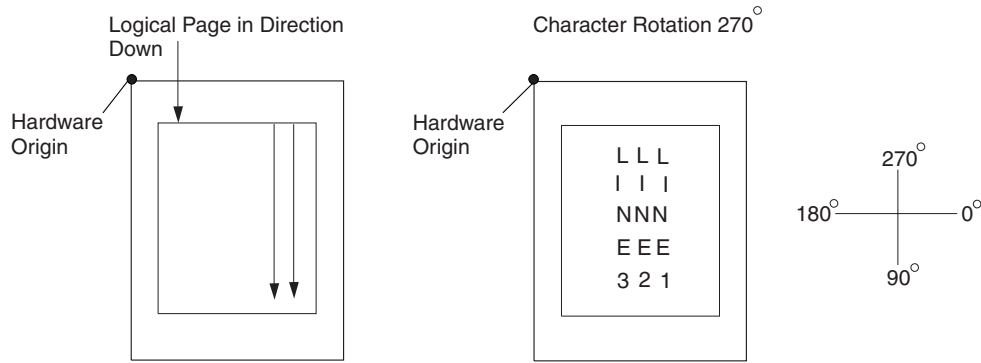 Logical Page in Direction
Down
Hardware
Origin
Character Rotation 270°
Hardware
Origin
L L L
I I I
N N N
E E E
3 2 1
270°
180°
0°
90°